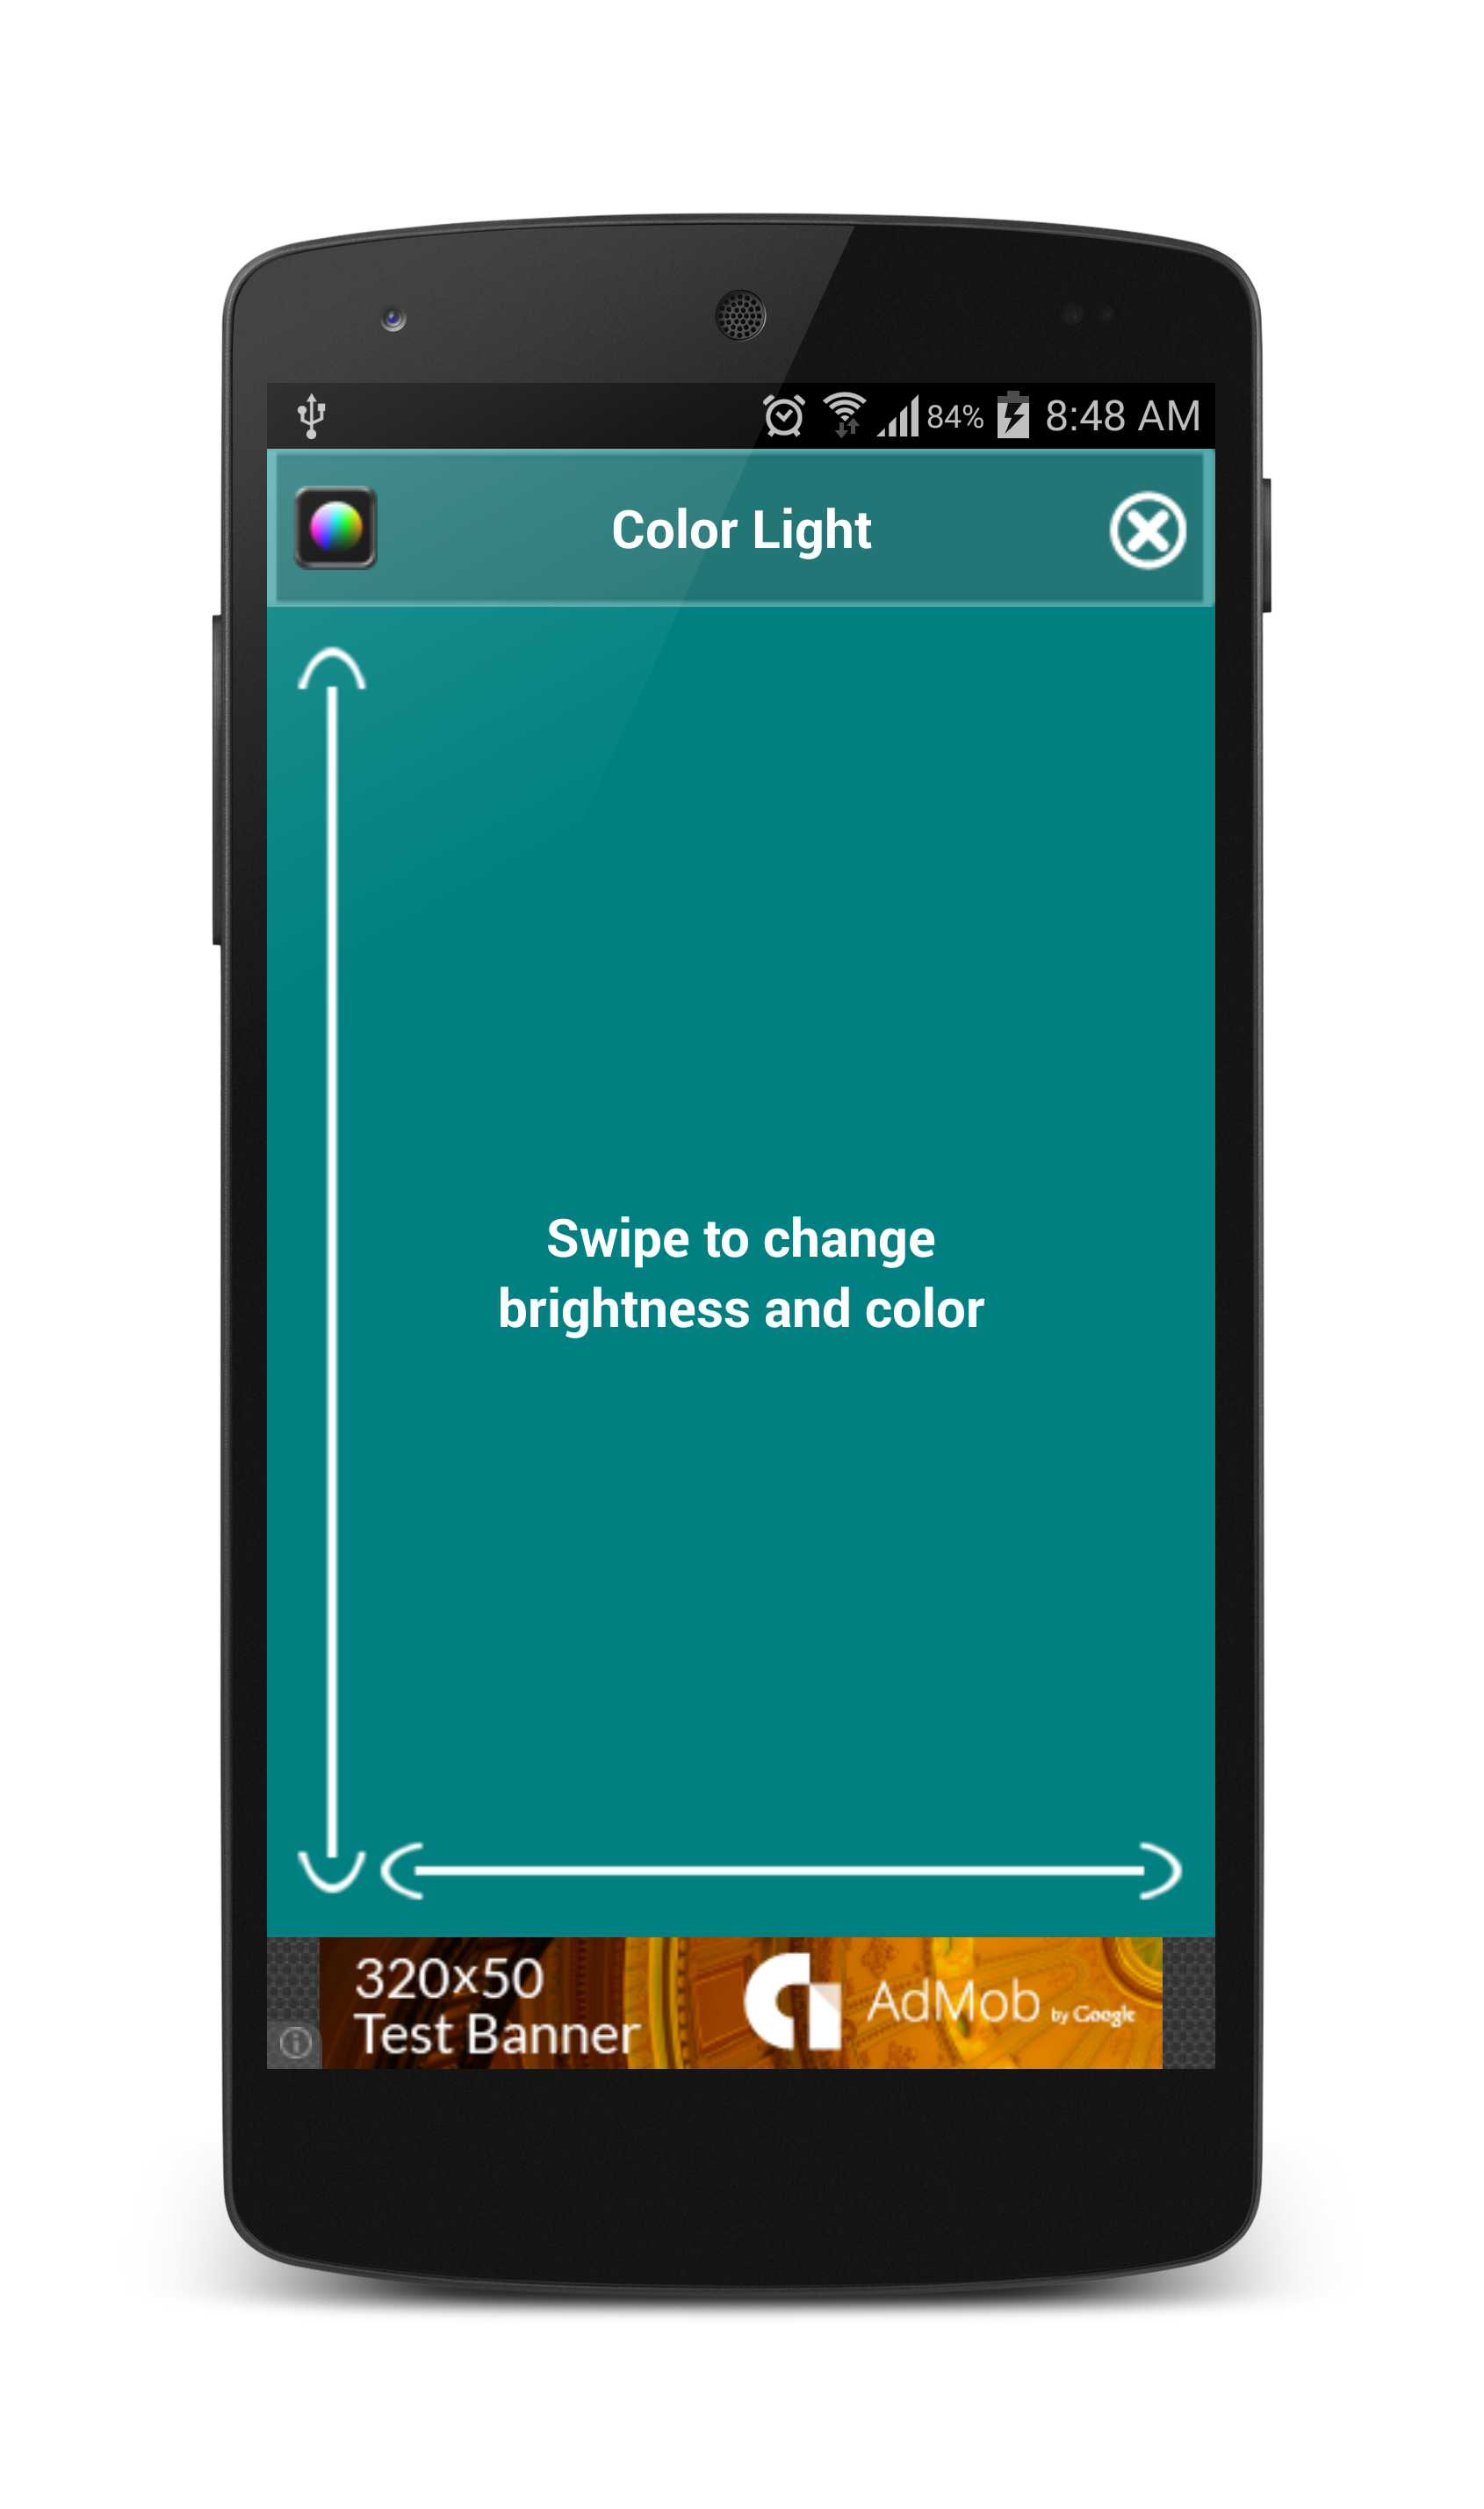 84% 8:48 AM
Color Light
Swipe to change
brightness and color
320x50
Test Banner
AdMob by Google